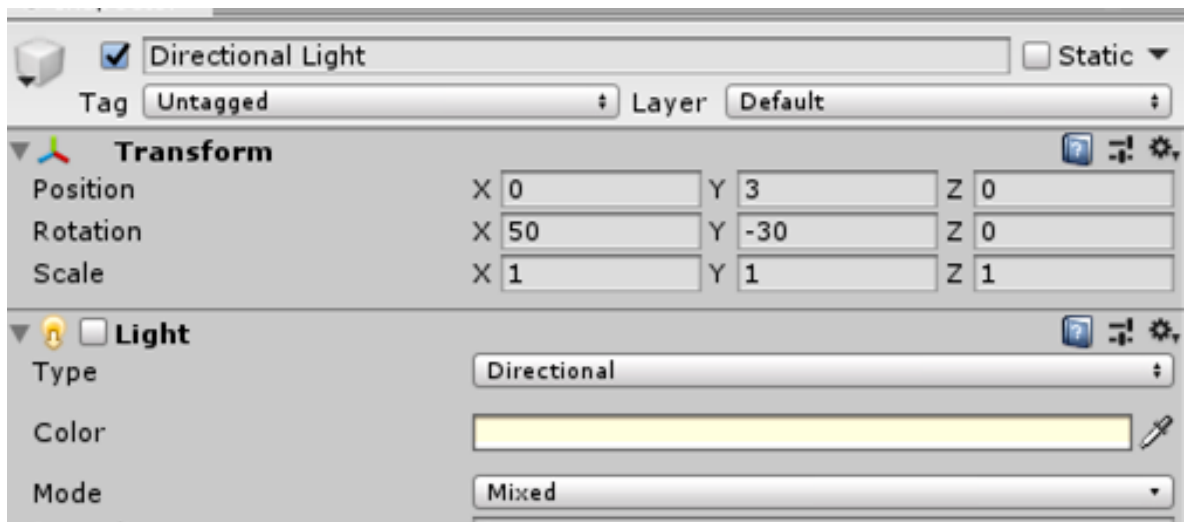 Directional Light Static
Tag Untagged Layer Default
Transform
Position X 0 Y 3 Z 0
Rotation X 50 Y -30 Z 0
Scale X 1 Y 1 Z 1
Light
Type Directional
Color
Mode Mixed